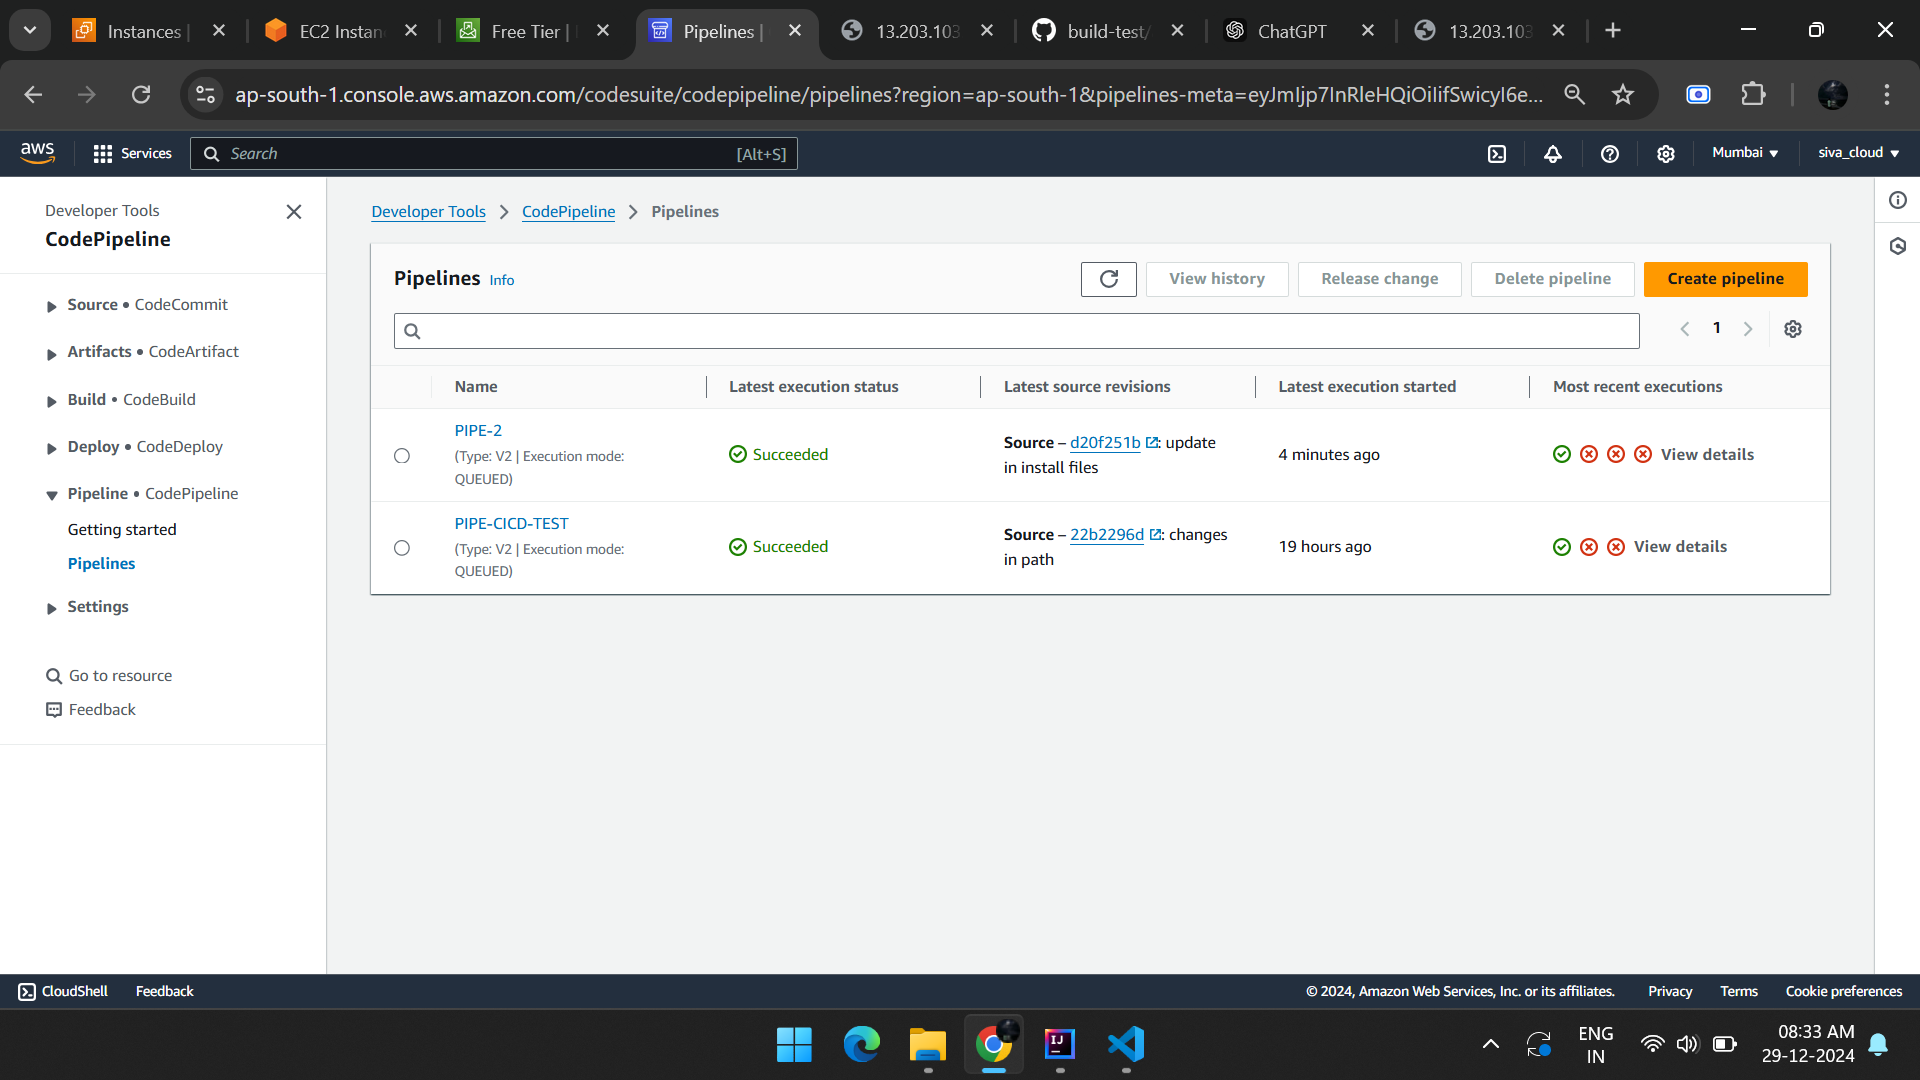 Instances |
EC2 Instan
Free Tier |
Pipelines |
13.203.103
build-test/
ChatGPT
13.203.103
ap-south-1.console.aws.amazon.com/codesuite/codepipeline/pipelines?region=ap-south-1&pipelines-meta=eyJmIjp7InRleHQiOiIifSwicyI6e...
aws
Services
Search
[Alt+S]
Mumbai
siva_cloud
Developer Tools
CodePipeline
Source • CodeCommit
Artifacts • CodeArtifact
Build • CodeBuild
Deploy • CodeDeploy
Pipeline • CodePipeline
Getting started
Pipelines
Settings
Go to resource
Feedback
Developer Tools
CodePipeline
Pipelines
Pipelines Info
View history
Release change
Delete pipeline
Create pipeline
1
Name
Latest execution status
Latest source revisions
Latest execution started
Most recent executions
PIPE-2
(Type: V2 | Execution mode:
QUEUED)
Succeeded
Source – d20f251b : update
in install files
4 minutes ago
View details
PIPE-CICD-TEST
(Type: V2 | Execution mode:
QUEUED)
Succeeded
Source – 22b2296d : changes
in path
19 hours ago
View details
CloudShell
Feedback
© 2024, Amazon Web Services, Inc. or its affiliates.
Privacy
Terms
Cookie preferences
IJ
ENG
IN
08:33 AM
29-12-2024